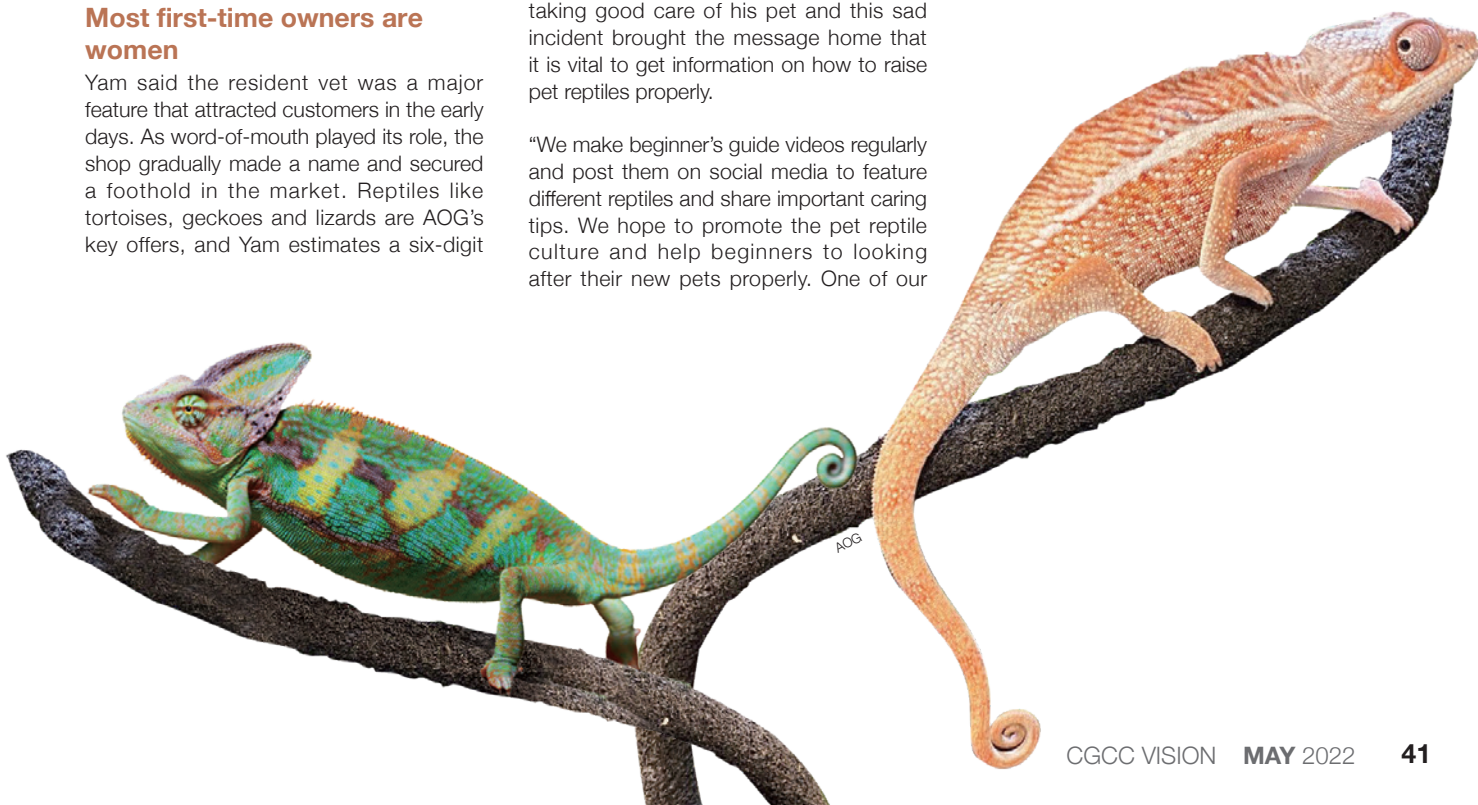 Most first-time owners are
women
Yam said the resident vet was a major
feature that attracted customers in the early
days. As word-of-mouth played its role, the
shop gradually made a name and secured
a foothold in the market. Reptiles like
tortoises, geckoes and lizards are AOG’s
key offers, and Yam estimates a six-digit
taking good care of his pet and this sad
incident brought the message home that
it is vital to get information on how to raise
pet reptiles properly.
“We make beginner’s guide videos regularly
and post them on social media to feature
different reptiles and share important caring
tips. We hope to promote the pet reptile
culture and help beginners to looking
after their new pets properly. One of our
AOG
CGCC VISION MAY 2022 41